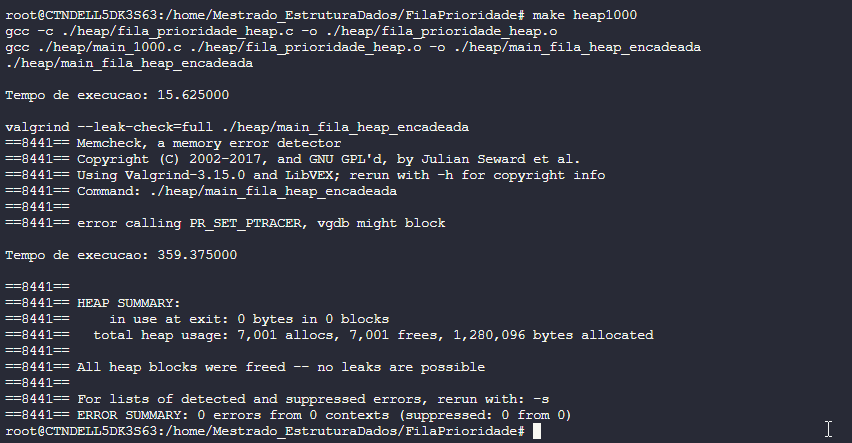 root@CTNDELL5DK3S63:/home/Mestrado_EstruturaDados/FilaPrioridade# make heap1000
gcc -c ./heap/fila_prioridade_heap.c -o ./heap/fila_prioridade_heap.o
gcc ./heap/main_1000.c ./heap/fila_prioridade_heap.o -o ./heap/main_fila_heap_encadeada
./heap/main_fila_heap_encadeada
Tempo de execucao: 15.625000
valgrind --leak-check=full ./heap/main_fila_heap_encadeada
==8441== Memcheck, a memory error detector
==8441== Copyright (C) 2002-2017, and GNU GPL'd, by Julian Seward et al.
==8441== Using Valgrind-3.15.0 and LibVEX; rerun with -h for copyright info
==8441== Command: ./heap/main_fila_heap_encadeada
==8441==
==8441== error calling PR_SET_PTRACER, vgdb might block
Tempo de execucao: 359.375000
==8441==
==8441== HEAP SUMMARY:
==8441==     in use at exit: 0 bytes in 0 blocks
==8441==   total heap usage: 7,001 allocs, 7,001 frees, 1,280,096 bytes allocated
==8441==
==8441== All heap blocks were freed -- no leaks are possible
==8441==
==8441== For lists of detected and suppressed errors, rerun with: -s
==8441== ERROR SUMMARY: 0 errors from 0 contexts (suppressed: 0 from 0)
root@CTNDELL5DK3S63:/home/Mestrado_EstruturaDados/FilaPrioridade#